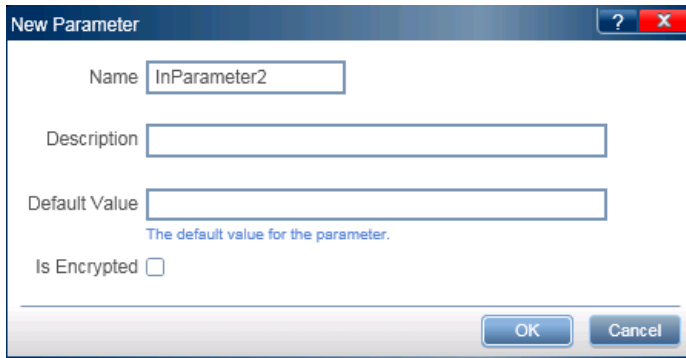 New Parameter ?
Name InParameter2
Description
Default Value
The default value for the parameter.
Is Encrypted
OK Cancel